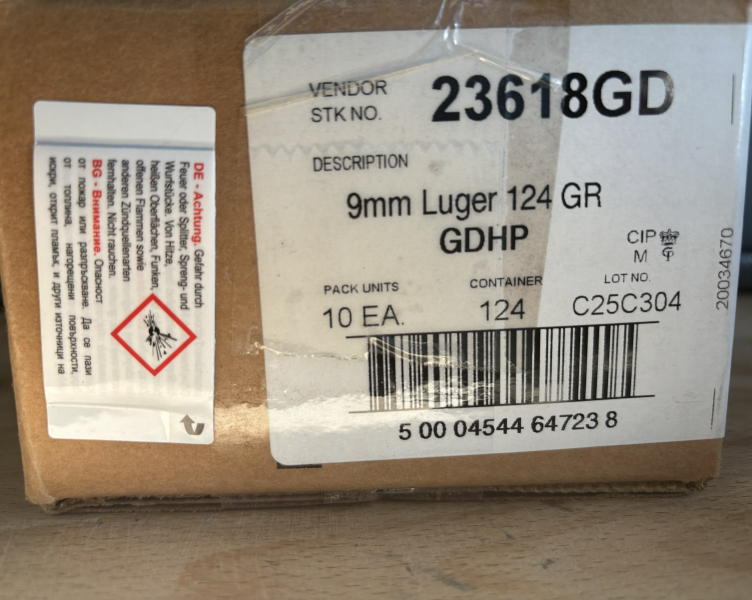 VENDOR
STK NO.
23618GD
DESCRIPTION
9mm Luger 124 GR
GDHP
CIP
M
PACK UNITS
10 EA.
CONTAINER
124
LOT NO.
C25C304
5 00 04544 64723 8
20034670
DE - Achtung. Gefahr durch
Feuer oder Splitter, Spreng- und
Wurfstücke. Von Hitze,
heißen Oberflächen, Funken,
offenen Flammen sowie
anderen Zündquellenarten
fernhalten. Nicht rauchen.
BG - Внимание. Опасност
от пожар или разпръскване. Да се пази
от топлина, нагорещени повърхности,
искри, открит пламък, и други източници на